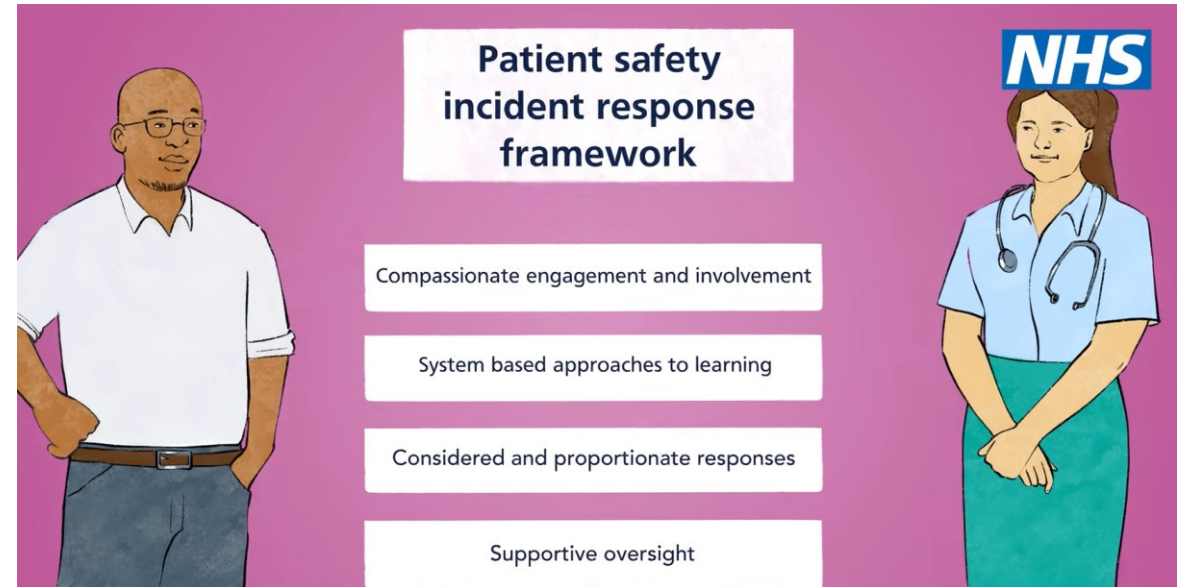 Patient safety
incident response
framework
NHS
Compassionate engagement and involvement
System based approaches to learning
Considered and proportionate responses
Supportive oversight